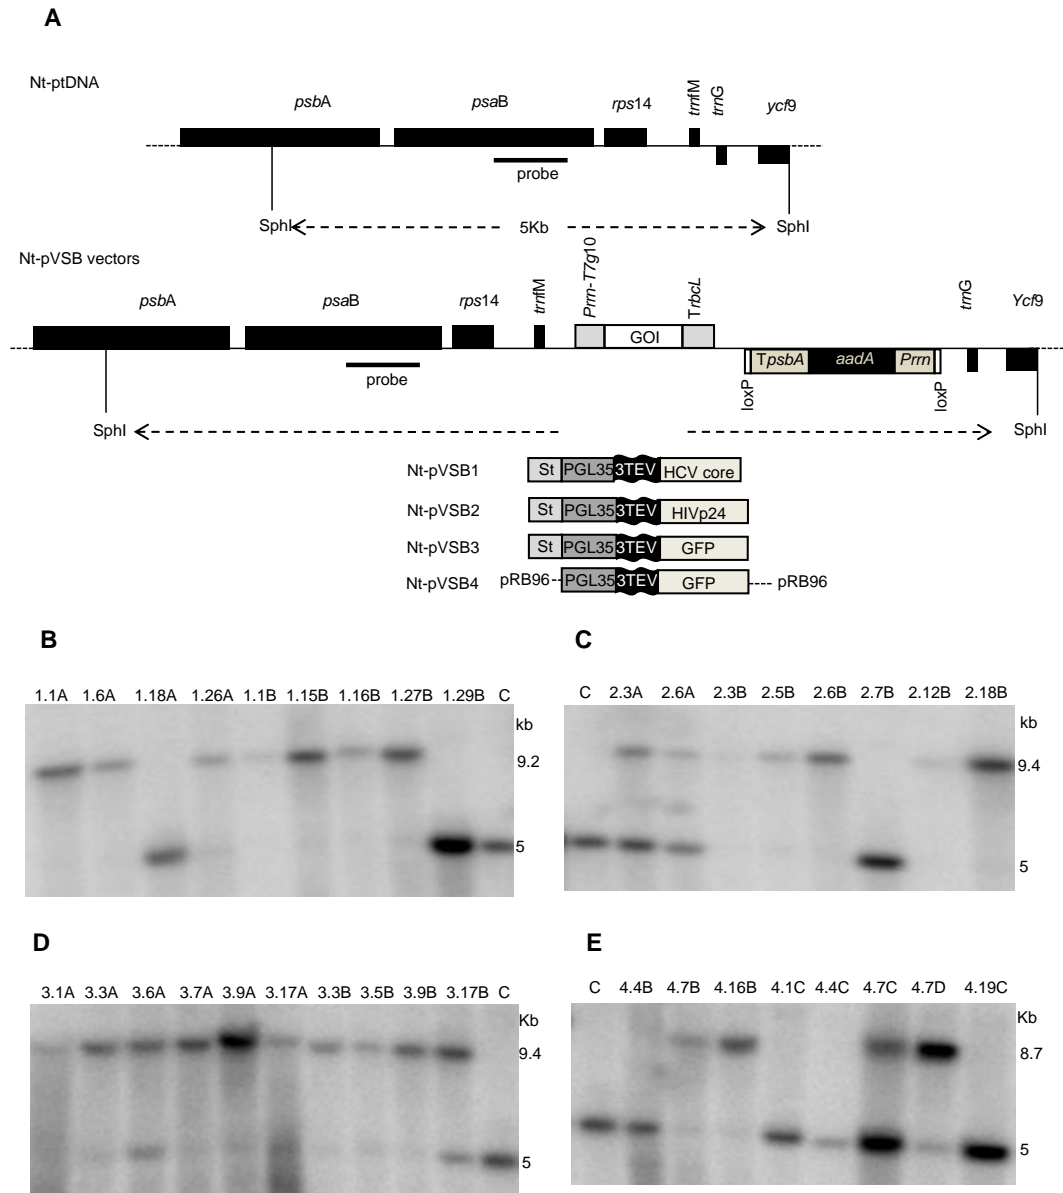 A
Nt-ptDNA
psbA psaB rps14 trnfM trnG ycf9
probe
SphI 5Kb SphI
Nt-pVSB vectors
psbA psaB rps14 trnfM Prrn-T7g10 TrbcL trnG Ycf9
GOI
TpsbA aadA Prrn
probe
loxP loxP
SphI SphI
Nt-pVSB1 St PGL35 3TEV HCV core
Nt-pVSB2 St PGL35 3TEV HIVp24
Nt-pVSB3 St PGL35 3TEV GFP
Nt-pVSB4 pRB96 PGL35 3TEV GFP pRB96
B
1.1A 1.6A 1.18A 1.26A 1.1B 1.15B 1.16B 1.27B 1.29B C
kb
9.2
5
C
C 2.3A 2.6A 2.3B 2.5B 2.6B 2.7B 2.12B 2.18B
kb
9.4
5
D
3.1A 3.3A 3.6A 3.7A 3.9A 3.17A 3.3B 3.5B 3.9B 3.17B C
Kb
9.4
5
E
C 4.4B 4.7B 4.16B 4.1C 4.4C 4.7C 4.7D 4.19C
Kb
8.7
5